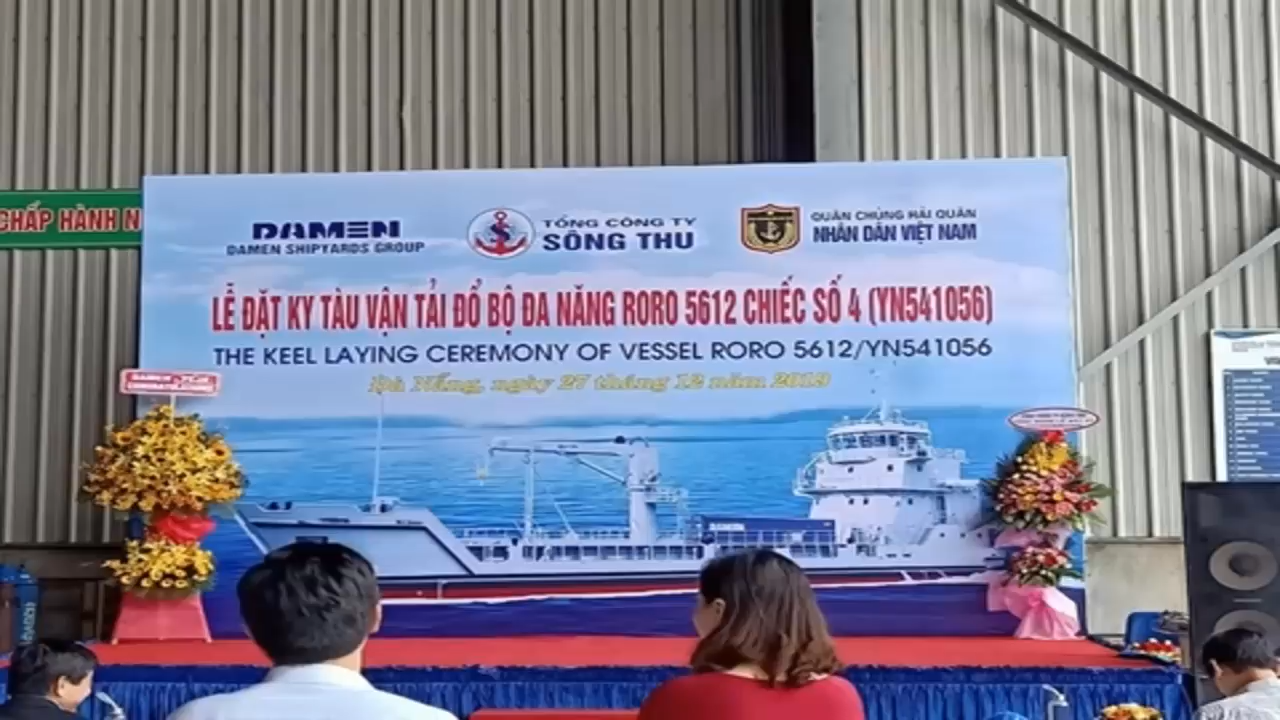 CHẤP HÀNH N
DAMEN
DAMEN SHIPYARDS GROUP
TỔNG CÔNG TY
SÔNG THU
QUÂN CHỦNG HẢI QUÂN
NHÂN DÂN VIỆT NAM
LỄ ĐẶT KY TÀU VẬN TẢI ĐỔ BỘ ĐA NĂNG RORO 5612 CHIẾC SỐ 4 (YN541056)
THE KEEL LAYING CEREMONY OF VESSEL RORO 5612/YN541056
Đà Nẵng, ngày 27 tháng 12 năm 2019
DAMEN